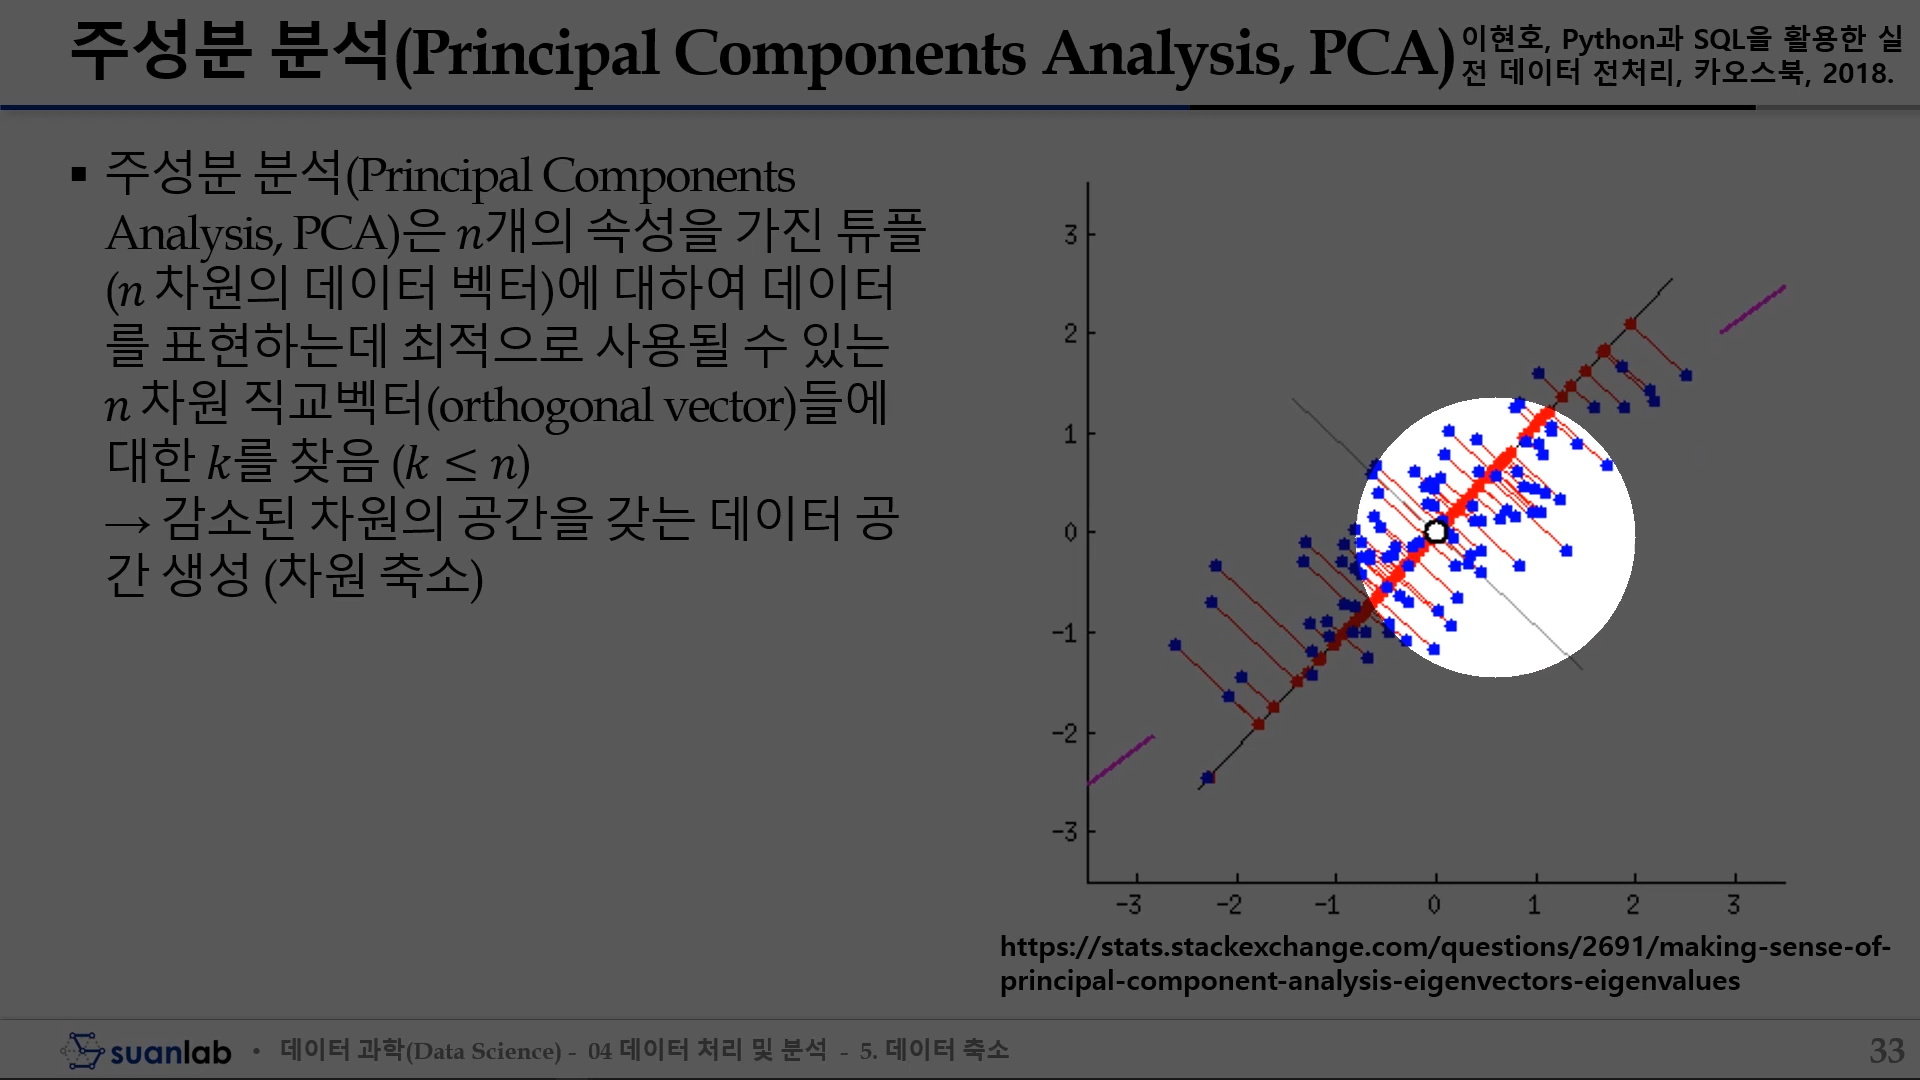 주성분 분석(Principal Components Analysis, PCA)
이현호, Python과 SQL을 활용한 실
전 데이터 전처리, 카오스북, 2018.
▪ 주성분 분석(Principal Components
Analysis, PCA)은 n개의 속성을 가진 튜플
(n 차원의 데이터 벡터)에 대하여 데이터
를 표현하는데 최적으로 사용될 수 있는
n 차원 직교벡터(orthogonal vector)들에
대한 k를 찾음 (k ≤ n)
→ 감소된 차원의 공간을 갖는 데이터 공
간 생성 (차원 축소)
3
2
1
0
-1
-2
-3
-3 -2 -1 0 1 2 3
https://stats.stackexchange.com/questions/2691/making-sense-of-
principal-component-analysis-eigenvectors-eigenvalues
suanlab • 데이터 과학(Data Science) - 04 데이터 처리 및 분석 - 5. 데이터 축소
33